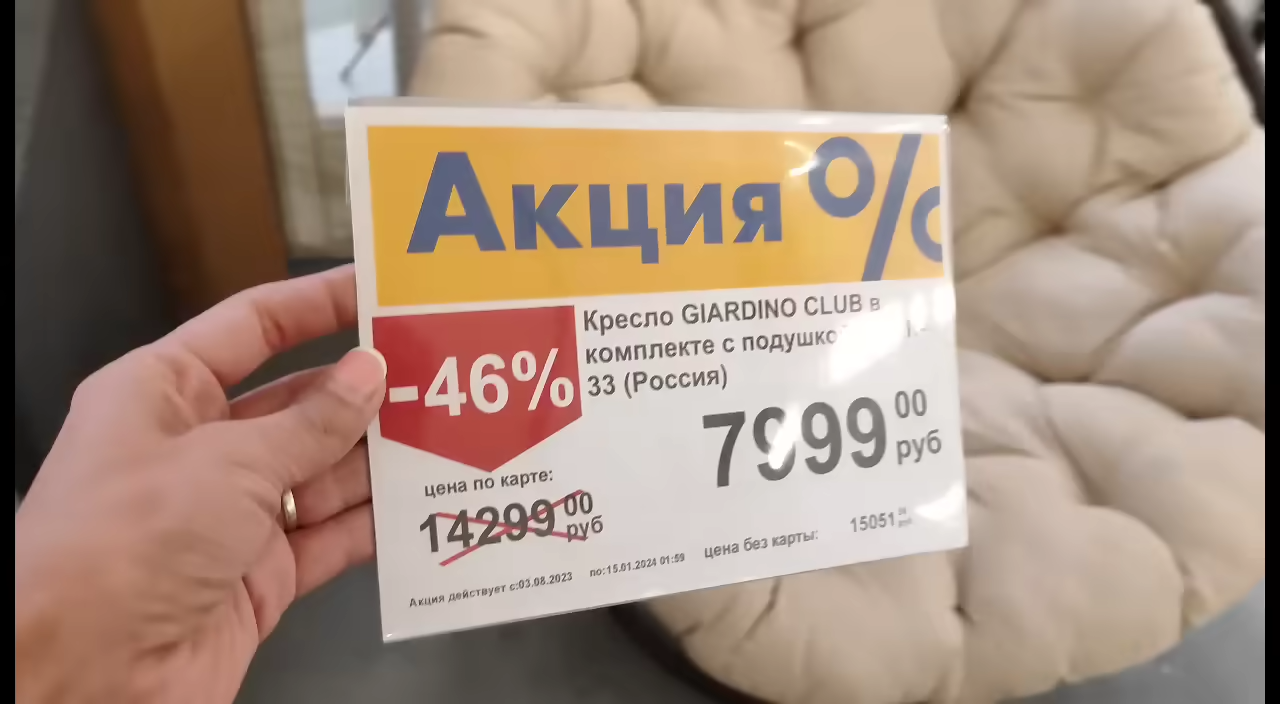 Акция %
-46%
Кресло GIARDINO CLUB в
комплекте с подушко
33 (Россия)
7999 00
руб
цена по карте:
14299 00
руб
цена без карты: 15051
Акция действует с:03.08.2023 по:15.01.2024 01:59